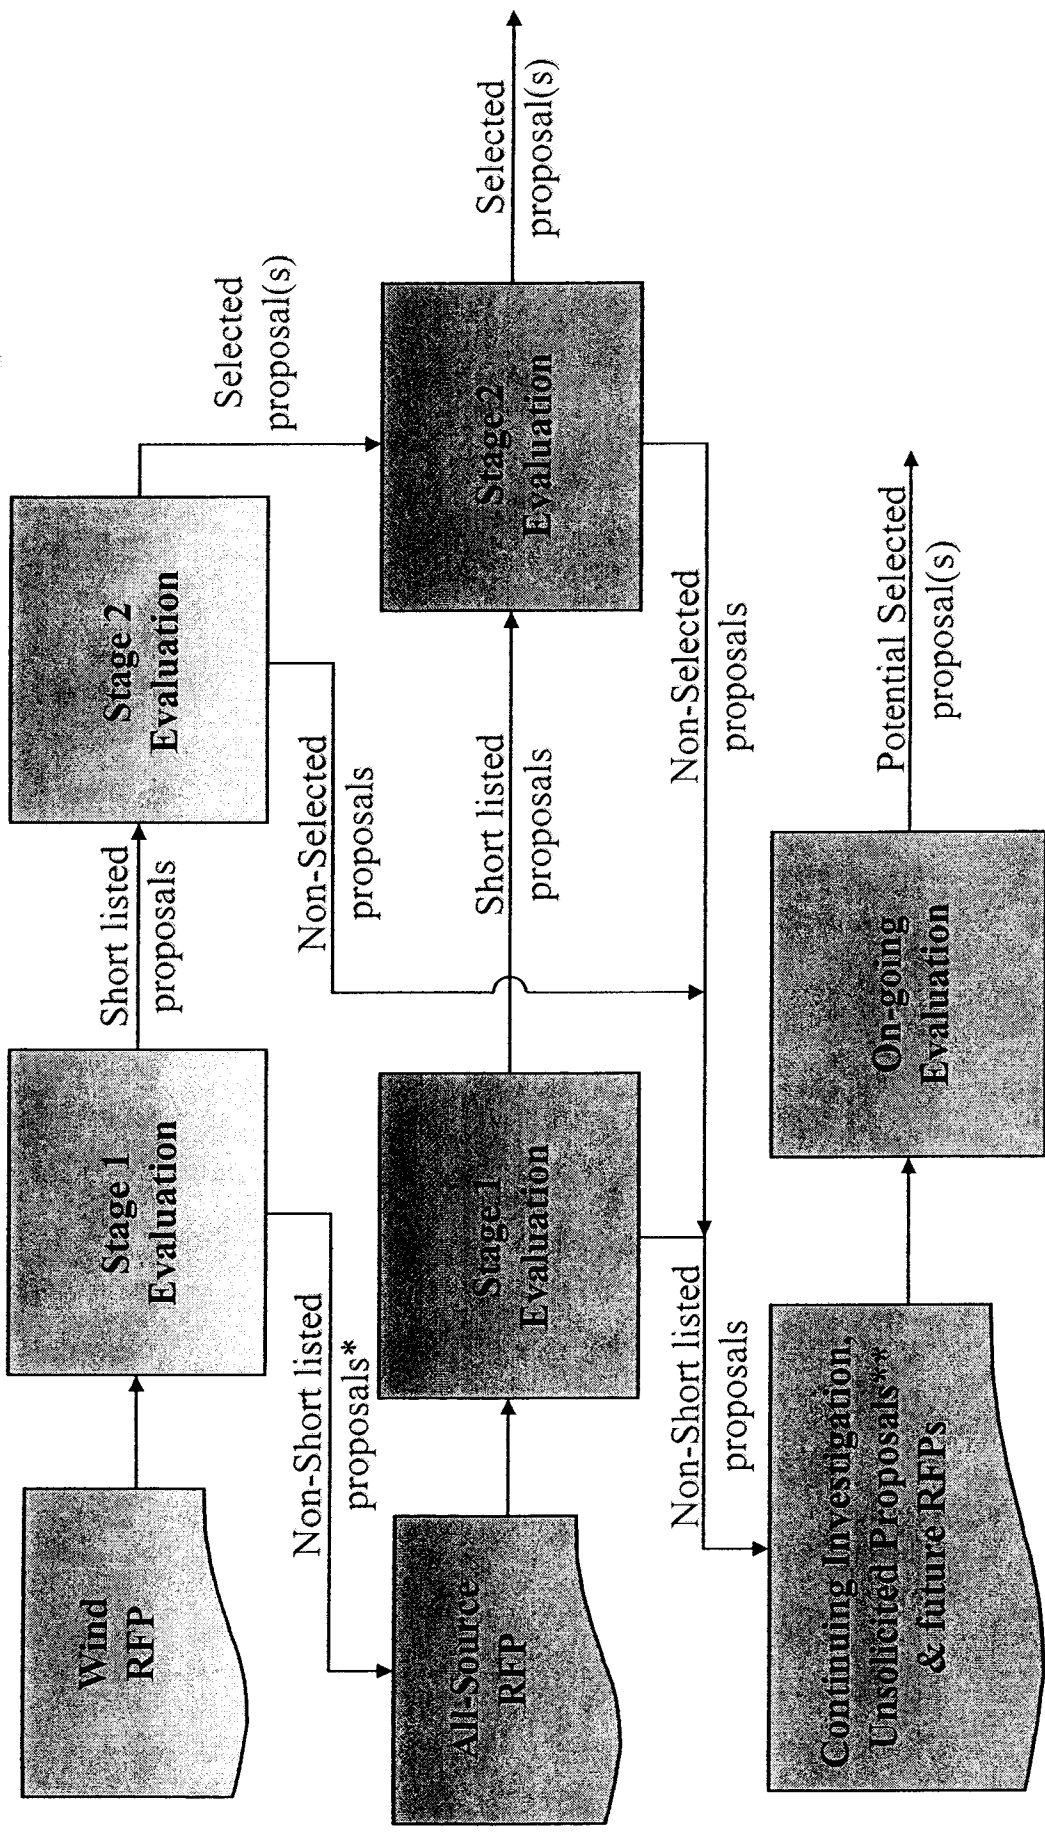 Wind
RFP
Stage 1
Evaluation
Short listed
proposals
Stage 2
Evaluation
Selected
proposal(s)
Non-Short listed
proposals*
Non-Selected
proposals
All-Source
RFP
Stage 1
Evaluation
Short listed
proposals
Stage 2
Evaluation
Selected
proposal(s)
Non-Short listed
proposals
Non-Selected
proposals
Continuing Investigation,
Unsolicited Proposals**
& future RFPs
On-going
Evaluation
Potential Selected
proposal(s)